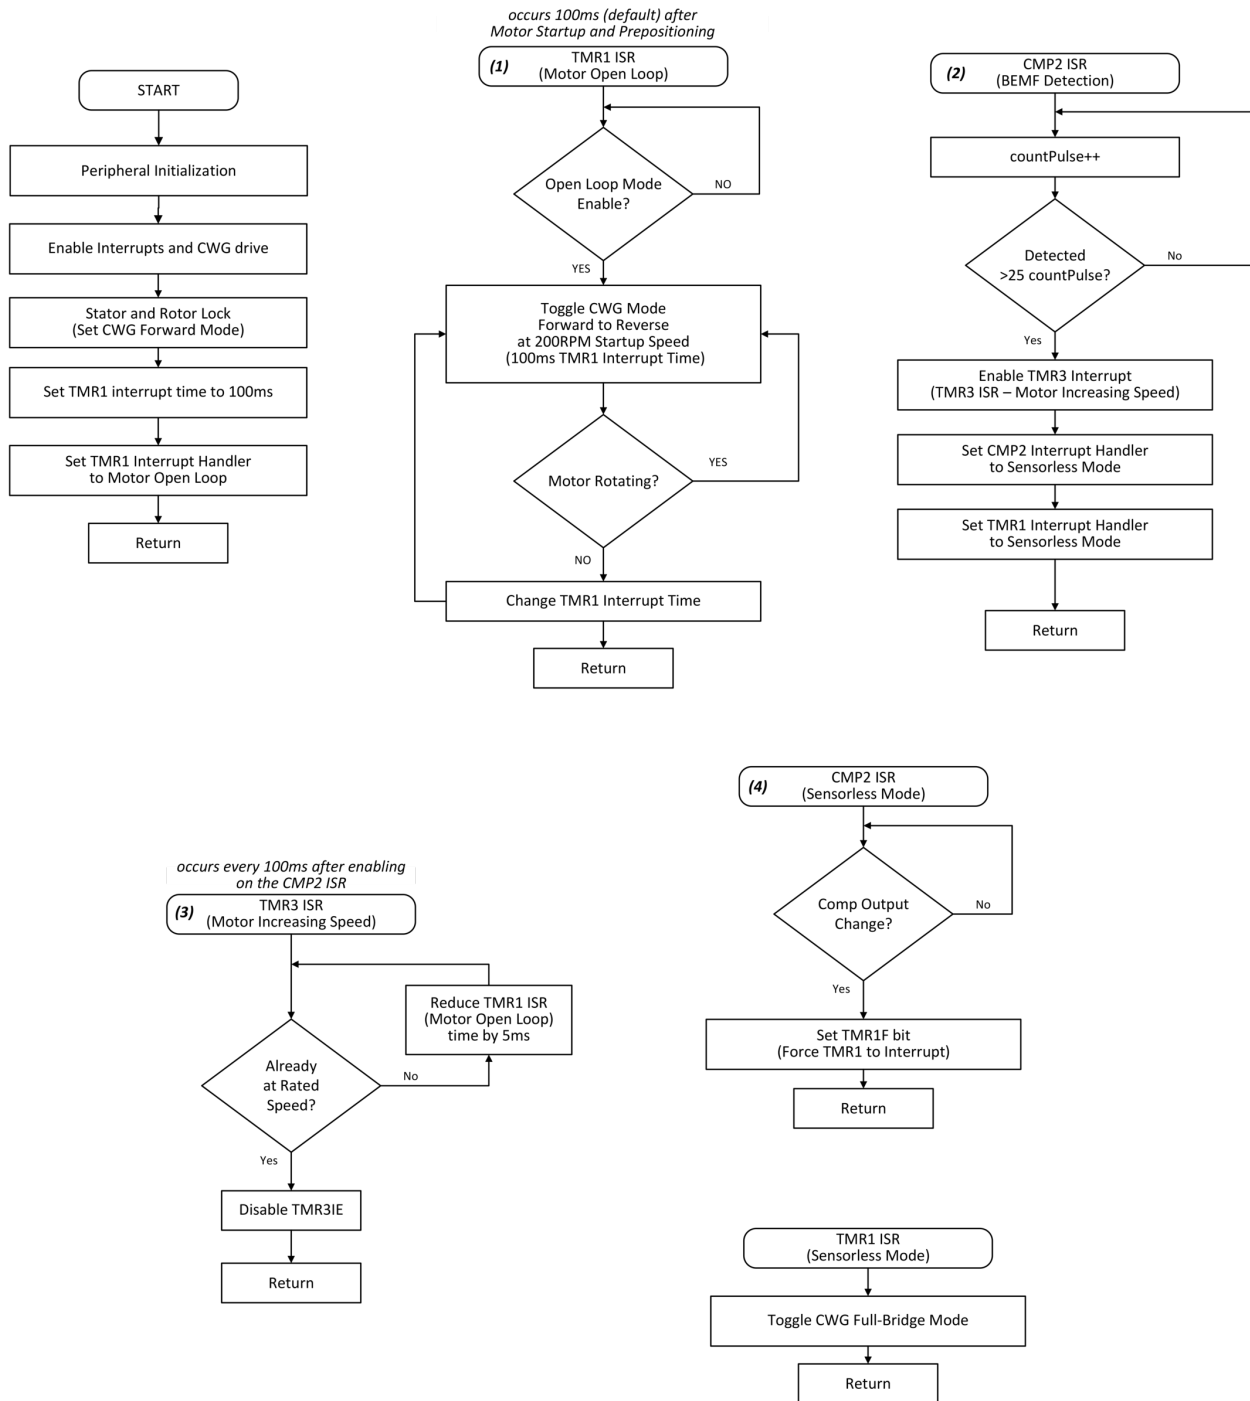 START
Peripheral Initialization
Enable Interrupts and CWG drive
Stator and Rotor Lock
(Set CWG Forward Mode)
Set TMR1 interrupt time to 100ms
Set TMR1 Interrupt Handler
to Motor Open Loop
Return
occurs 100ms (default) after
Motor Startup and Prepositioning
(1)
TMR1 ISR
(Motor Open Loop)
Open Loop Mode
Enable?
NO
YES
Toggle CWG Mode
Forward to Reverse
at 200RPM Startup Speed
(100ms TMR1 Interrupt Time)
Motor Rotating?
YES
NO
Change TMR1 Interrupt Time
Return
(2)
CMP2 ISR
(BEMF Detection)
countPulse++
Detected
>25 countPulse?
No
Yes
Enable TMR3 Interrupt
(TMR3 ISR – Motor Increasing Speed)
Set CMP2 Interrupt Handler
to Sensorless Mode
Set TMR1 Interrupt Handler
to Sensorless Mode
Return
occurs every 100ms after enabling
on the CMP2 ISR
(3)
TMR3 ISR
(Motor Increasing Speed)
Reduce TMR1 ISR
(Motor Open Loop)
time by 5ms
Already
at Rated
Speed?
No
Yes
Disable TMR3IE
Return
(4)
CMP2 ISR
(Sensorless Mode)
Comp Output
Change?
No
Yes
Set TMR1F bit
(Force TMR1 to Interrupt)
Return
TMR1 ISR
(Sensorless Mode)
Toggle CWG Full-Bridge Mode
Return